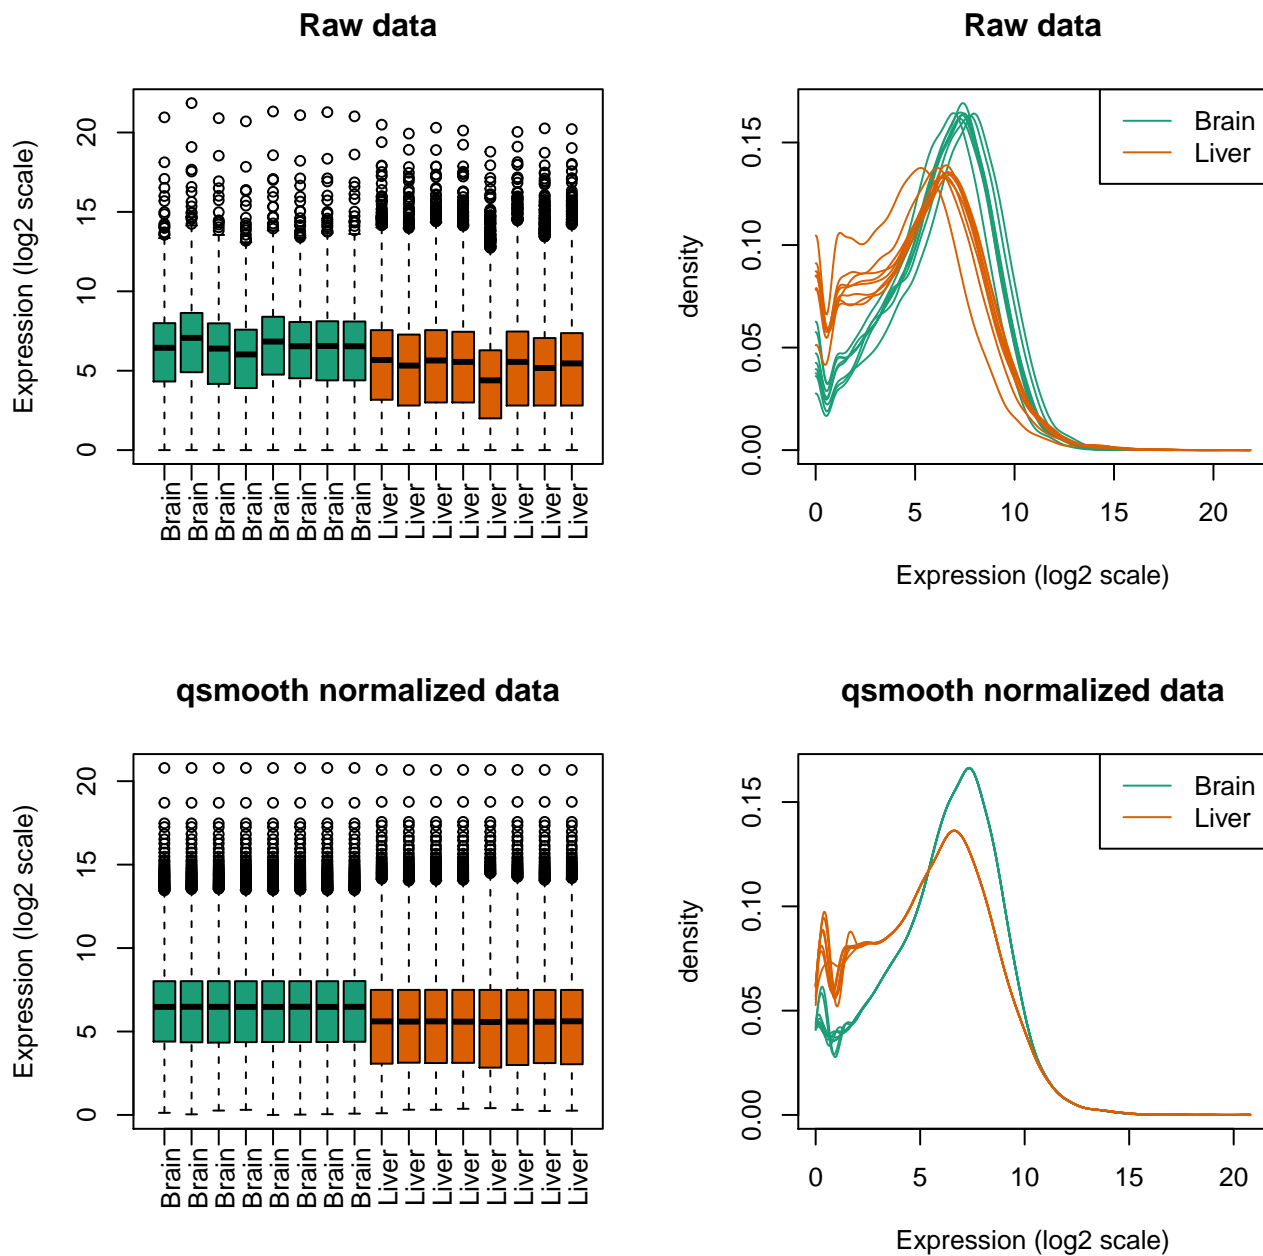 Raw data
Expression (log2 scale)
20
15
10
5
0
Brain
Brain
Brain
Brain
Brain
Brain
Brain
Brain
Liver
Liver
Liver
Liver
Liver
Liver
Liver
Liver
Raw data
density
0.15
0.10
0.05
0.00
0 5 10 15 20
Expression (log2 scale)
Brain
Liver
qsmooth normalized data
Expression (log2 scale)
20
15
10
5
0
Brain
Brain
Brain
Brain
Brain
Brain
Brain
Brain
Liver
Liver
Liver
Liver
Liver
Liver
Liver
Liver
qsmooth normalized data
density
0.15
0.10
0.05
0.00
0 5 10 15 20
Expression (log2 scale)
Brain
Liver